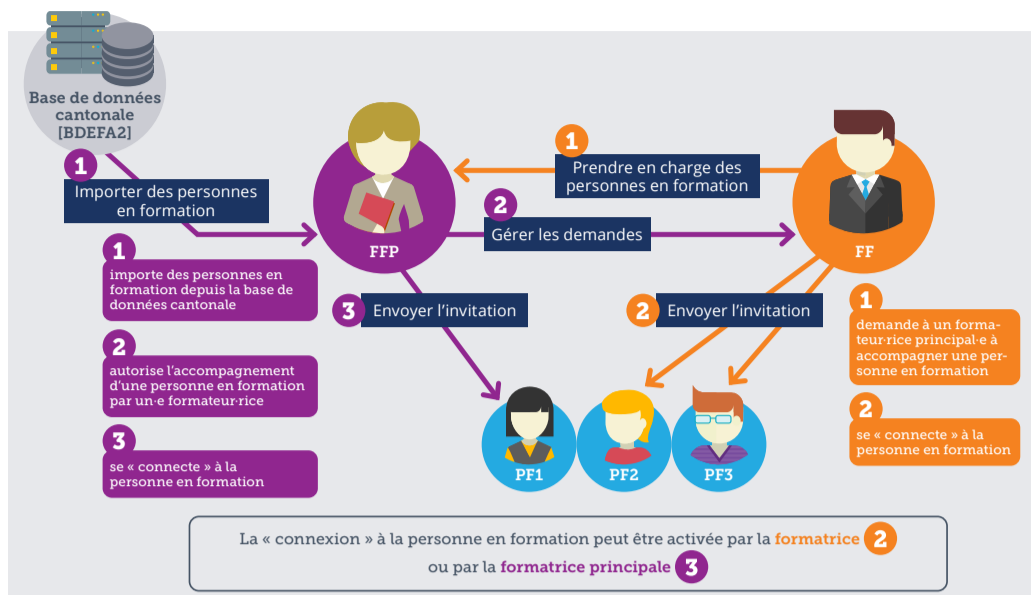 Base de données
cantonale
[BDEFA2]
1
Importer des personnes
en formation
FFP
1
Prendre en charge des
personnes en formation
2
Gérer les demandes
FF
1
importe des personnes en
formation depuis la base de
données cantonale
2
autorise l'accompagnement
d'une personne en formation
par un·e formateur·rice
3
se « connecte » à la
personne en formation
3
Envoyer l'invitation
2
Envoyer l'invitation
1
demande à un forma-
teur·rice principal·e à
accompagner une per-
sonne en formation
2
se « connecte » à la
personne en formation
PF1
PF2
PF3
La « connexion » à la personne en formation peut être activée par la formatrice 2
ou par la formatrice principale 3